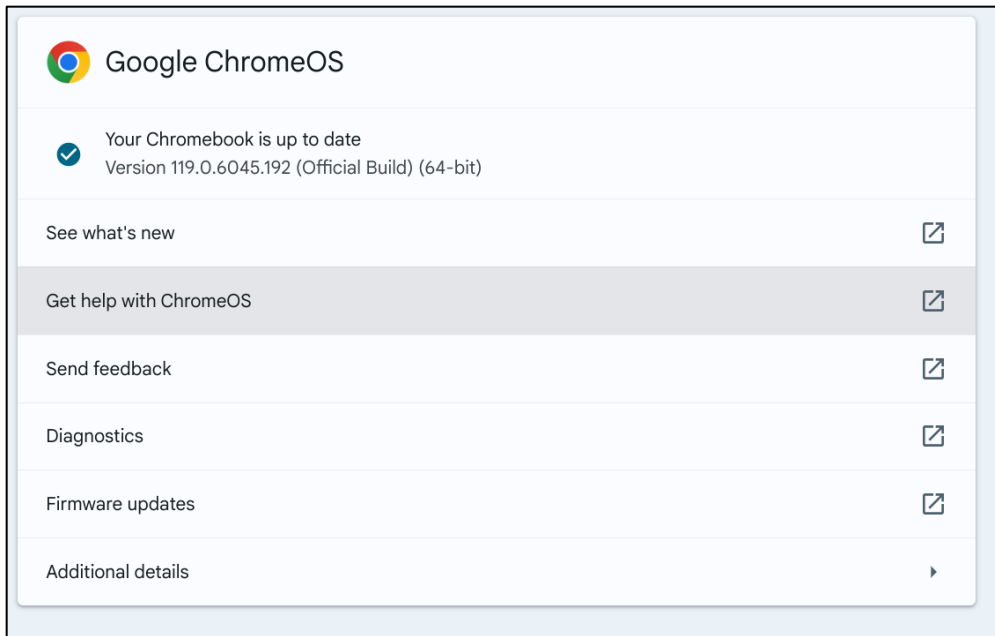 Google ChromeOS
Your Chromebook is up to date
Version 119.0.6045.192 (Official Build) (64-bit)
See what's new
Get help with ChromeOS
Send feedback
Diagnostics
Firmware updates
Additional details